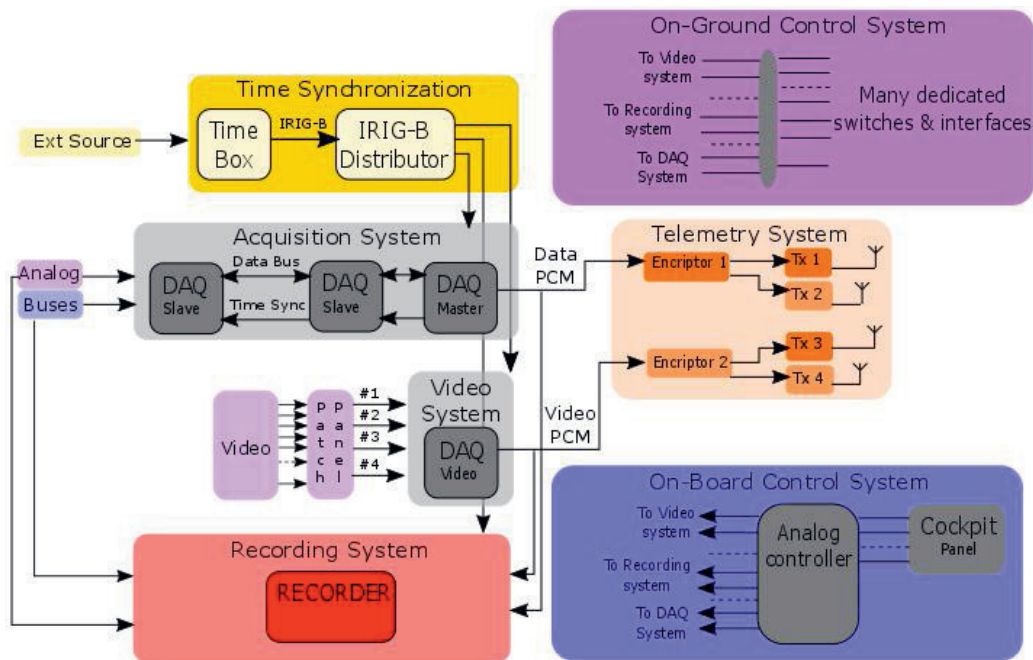 On-Ground Control System
To Video
system
To Recording
system
To DAQ
System
Many dedicated
switches & interfaces
Time Synchronization
Ext Source
Time
Box
IRIG-B
IRIG-B
Distributor
Acquisition System
Analog
Buses
DAQ
Slave
Data Bus
Time Sync
DAQ
Slave
DAQ
Master
Data
PCM
Telemetry System
Encriptor 1
Tx 1
Tx 2
Encriptor 2
Tx 3
Tx 4
Video
Patch
Panel
#1
#2
#3
#4
Video
System
DAQ
Video
Video
PCM
Recording System
RECORDER
On-Board Control System
To Video
system
To Recording
system
To DAQ
System
Analog
controller
Cockpit
Panel